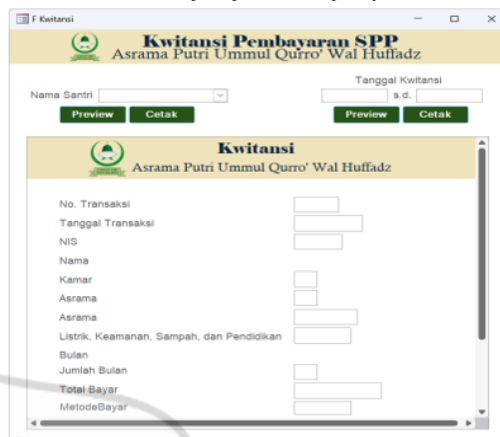 F Kwitansi
Kwitansi Pembayaran SPP
Asrama Putri Ummul Qurro' Wal Huffadz
Tanggal Kwitansi
Nama Santri
s.d.
Preview Cetak
Preview Cetak
Kwitansi
Asrama Putri Ummul Qurro' Wal Huffadz
No. Transaksi
Tanggal Transaksi
NIS
Nama
Kamar
Asrama
Asrama
Listrik, Keamanan, Sampah, dan Pendidikan
Bulan
Jumlah Bulan
Total Bayar
MetodeBayar